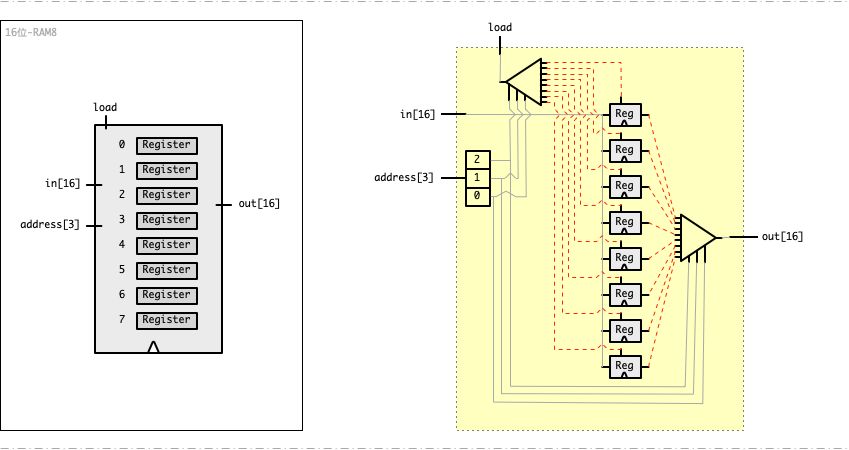 16位-RAM8
load
0 Register
1 Register
in[16]
2 Register
out[16]
3 Register
address[3]
4 Register
5 Register
6 Register
7 Register
load
in[16]
Reg
Reg
2
address[3]
1
0
Reg
Reg
out[16]
Reg
Reg
Reg
Reg